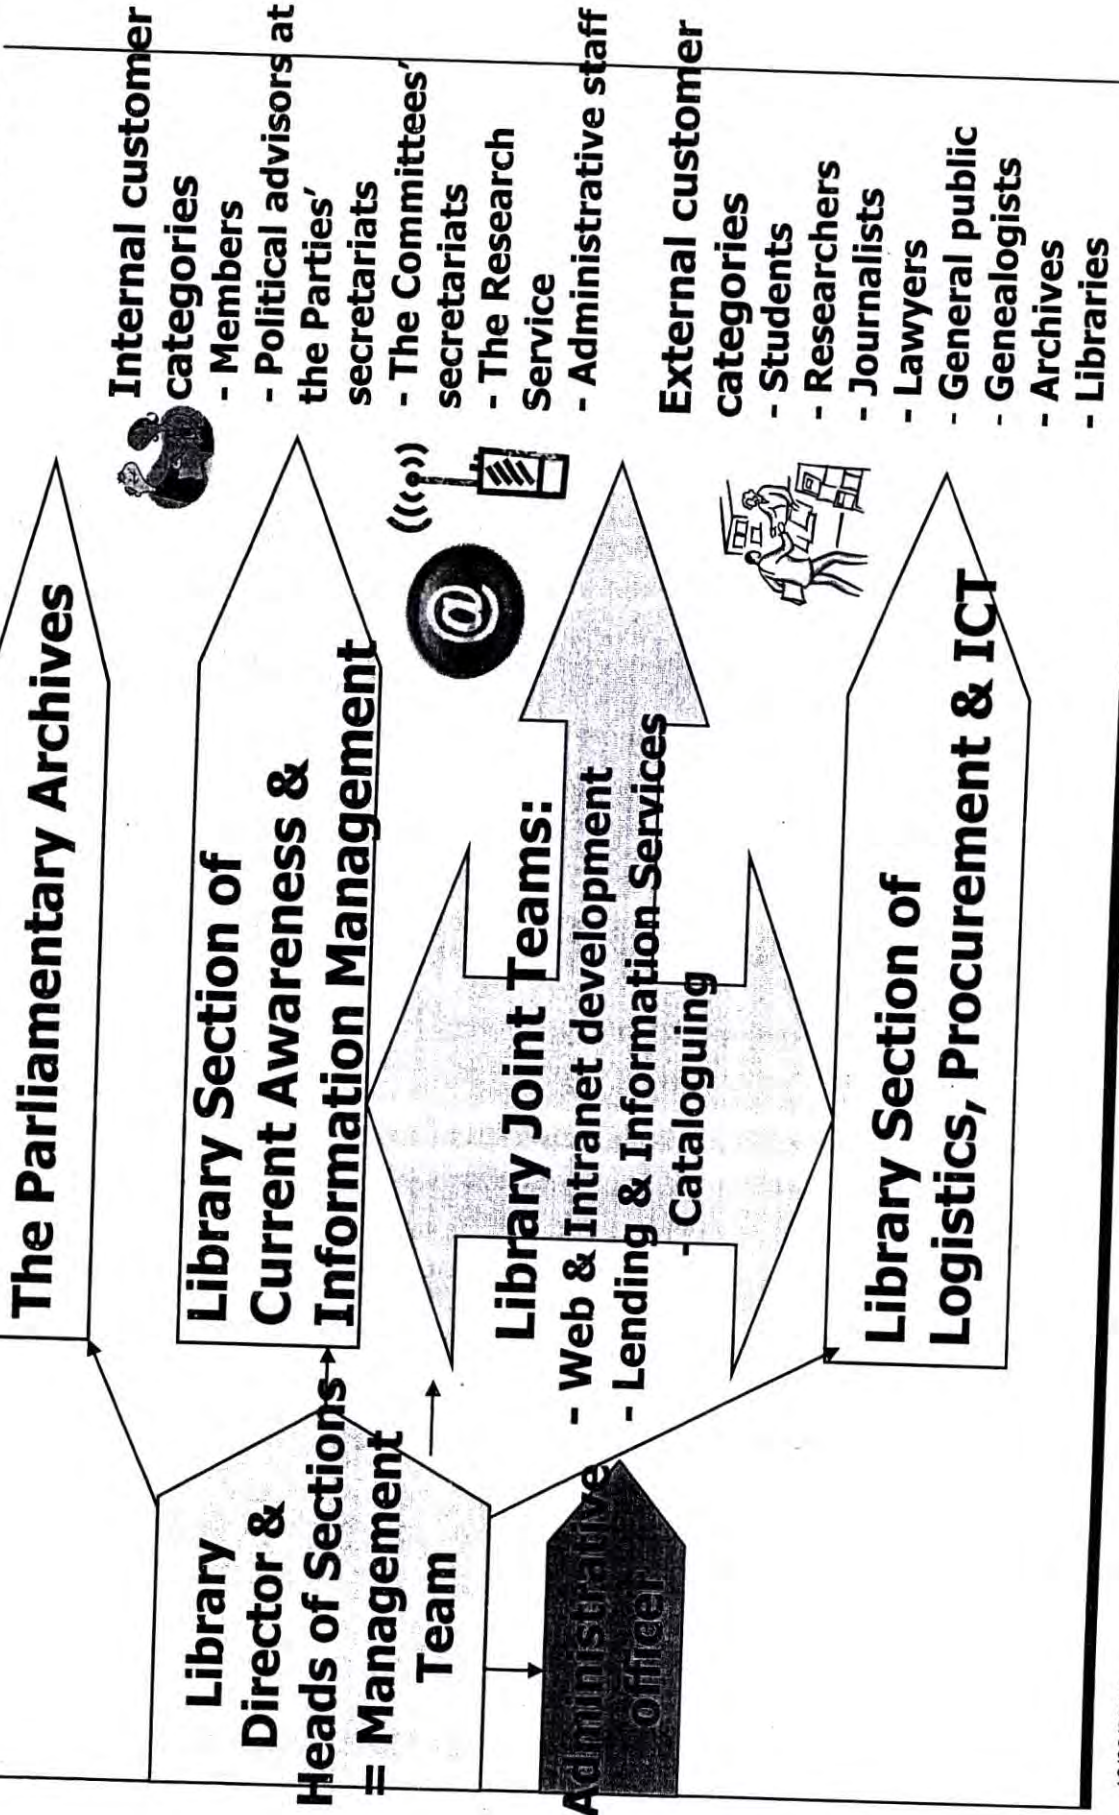 The Parliamentary Archives
Library
Director &
Heads of Sections
= Management
Team
Administrative
officer
Library Section of
Current Awareness &
Information Management
Library Joint Teams:
- Web & Intranet development
- Lending & Information Services
- Cataloguing
Library Section of
Logistics, Procurement & ICT
@
Internal customer
categories
- Members
- Political advisors at
the Parties'
secretariats
- The Committees'
secretariats
- The Research
Service
- Administrative staff
External customer
categories
- Students
- Researchers
- Journalists
- Lawyers
- General public
- Genealogists
- Archives
- Libraries